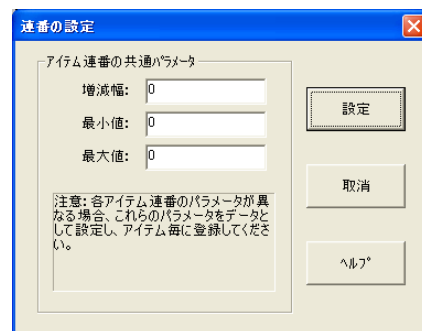 連番の設定
アイテム連番の共通パラメータ
増減幅: 0
設定
最小値: 0
最大値: 0
取消
注意: 各アイテム連番のパラメータが異
なる場合、これらのパラメータをデータと
して設定し、アイテム毎に登録してくださ
い。
ヘルプ